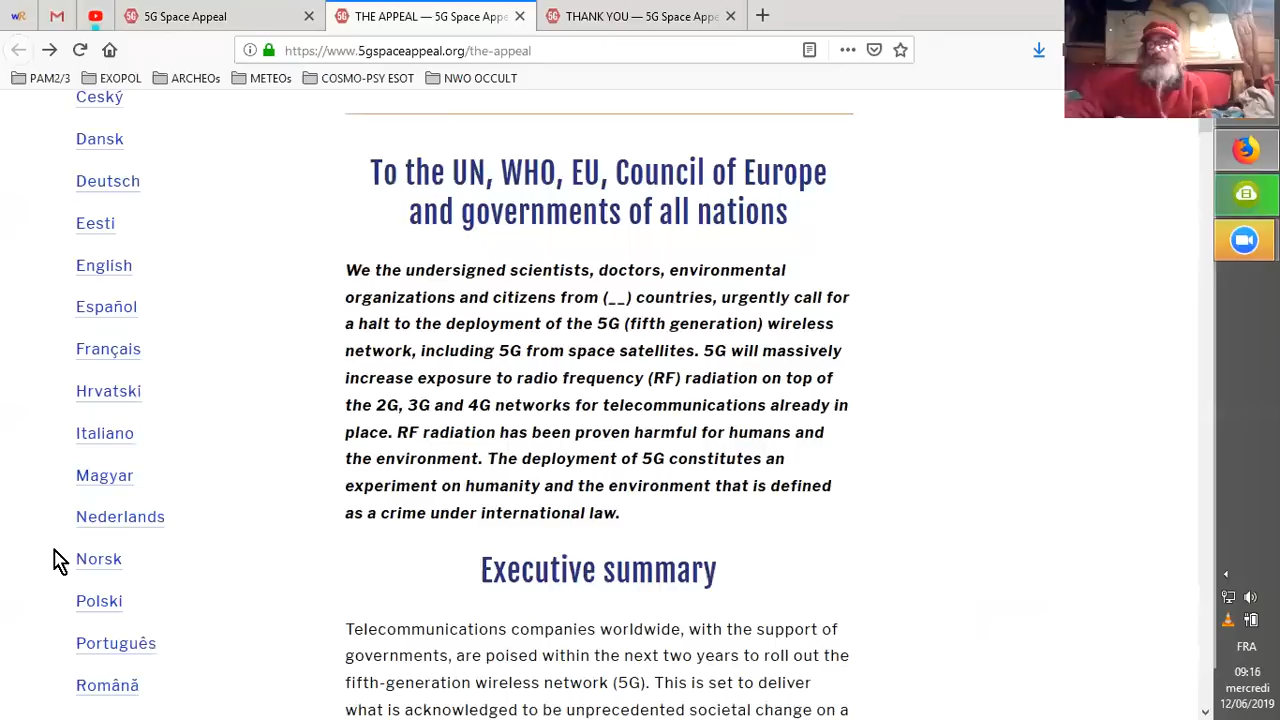 5G Space Appeal
THE APPEAL — 5G Space Appe
THANK YOU — 5G Space Appe
https://www.5gspaceappeal.org/the-appeal
PAM2/3 EXOPOL ARCHEOs METEOs COSMO-PSY ESOT NWO OCCULT
Český
Dansk
Deutsch
Eesti
English
Español
Français
Hrvatski
Italiano
Magyar
Nederlands
Norsk
Polski
Português
Română
To the UN, WHO, EU, Council of Europe
and governments of all nations
We the undersigned scientists, doctors, environmental
organizations and citizens from (__) countries, urgently call for
a halt to the deployment of the 5G (fifth generation) wireless
network, including 5G from space satellites. 5G will massively
increase exposure to radio frequency (RF) radiation on top of
the 2G, 3G and 4G networks for telecommunications already in
place. RF radiation has been proven harmful for humans and
the environment. The deployment of 5G constitutes an
experiment on humanity and the environment that is defined
as a crime under international law.
Executive summary
Telecommunications companies worldwide, with the support of
governments, are poised within the next two years to roll out the
fifth-generation wireless network (5G). This is set to deliver
what is acknowledged to be unprecedented societal change on a
FRA
09:16
mercredi
12/06/2019